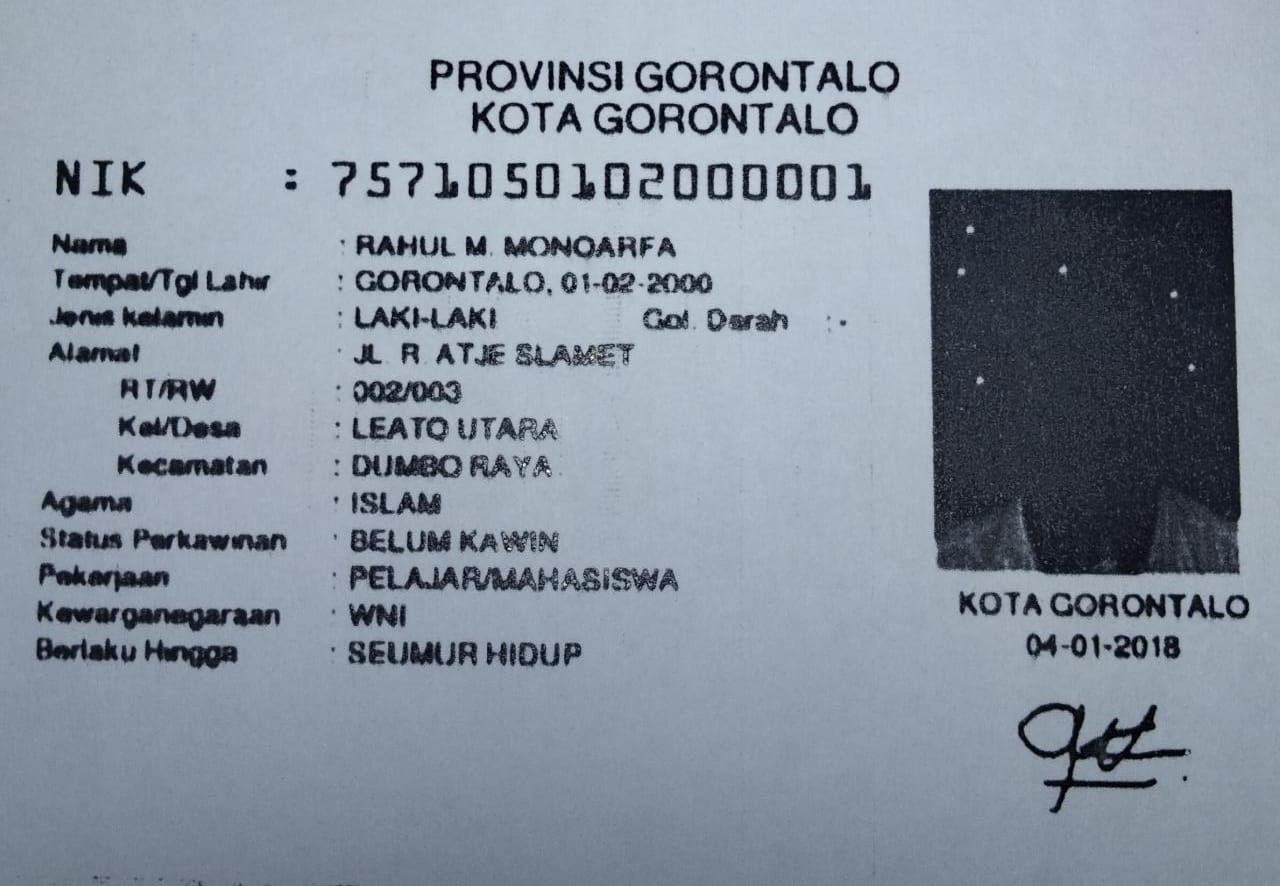 PROVINSI GORONTALO
KOTA GORONTALO
NIK : 7571050102000001
Nama : RAHUL M. MONOARFA
Tempat/Tgl Lahir : GORONTALO, 01-02-2000
Jenis kelamin : LAKI-LAKI Gol. Darah : -
Alamat : JL. R. ATJE SLAMET
RT/RW : 002/003
Kel/Desa : LEATO UTARA
Kecamatan : DUMBO RAYA
Agama : ISLAM
Status Perkawinan : BELUM KAWIN
Pekerjaan : PELAJAR/MAHASISWA
Kewarganegaraan : WNI
Berlaku Hingga : SEUMUR HIDUP
KOTA GORONTALO
04-01-2018